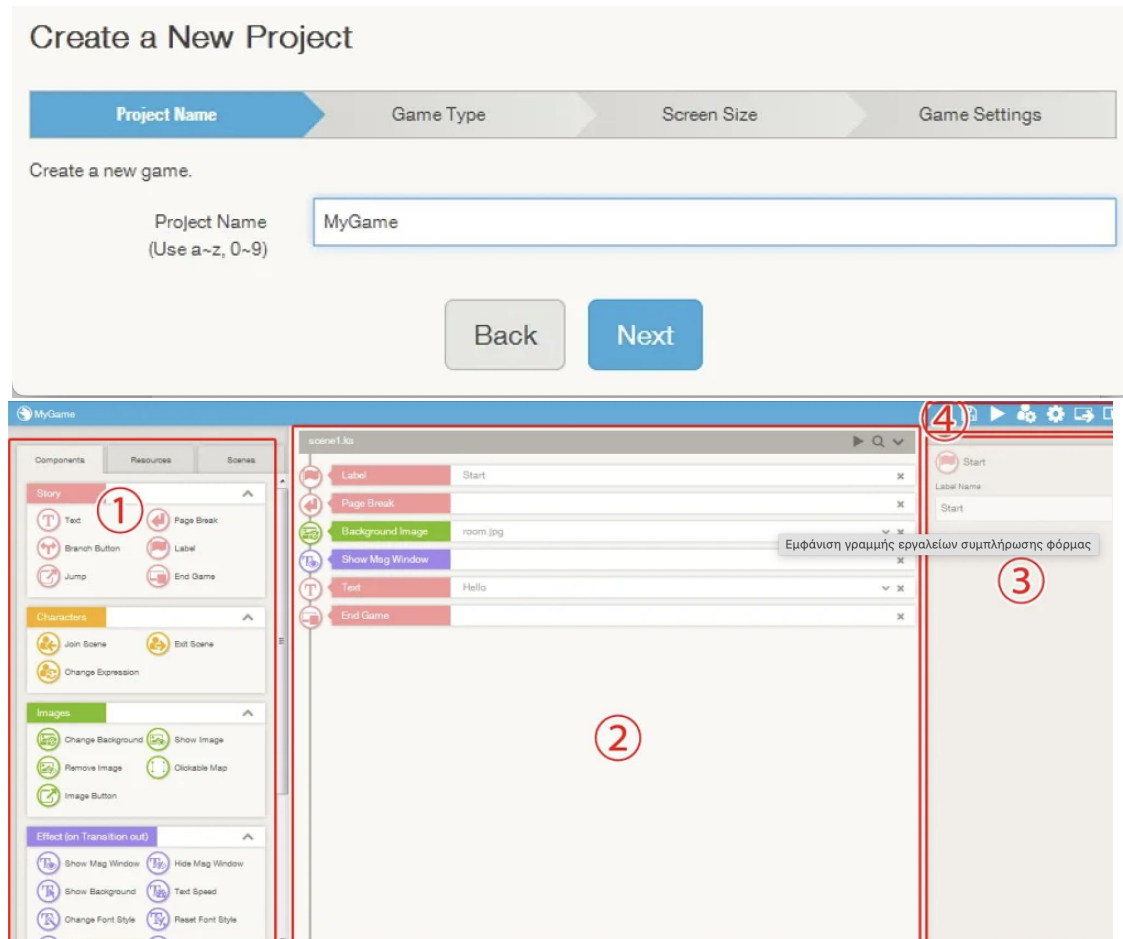 Create a New Project
Project Name
Game Type
Screen Size
Game Settings
Create a new game.
Project Name
(Use a~z, 0~9)
MyGame
Back
Next
MyGame
④
Components
Resources
Scenes
Story
①
Text
Page Break
Branch Button
Label
Jump
End Game
Characters
Join Scene
Exit Scene
Change Expression
Images
Change Background
Show Image
Remove Image
Clickable Map
Image Button
Effect (on Transition out)
Show Msg Window
Hide Msg Window
Show Background
Text Speed
Change Font Style
Reset Font Style
scene1.ks
Label
Start
Page Break
Background Image
room.jpg
Show Msg Window
Text
Hello
End Game
②
Start
Label Name
Start
Εμφάνιση γραμμής εργαλείων συμπλήρωσης φόρμας
③